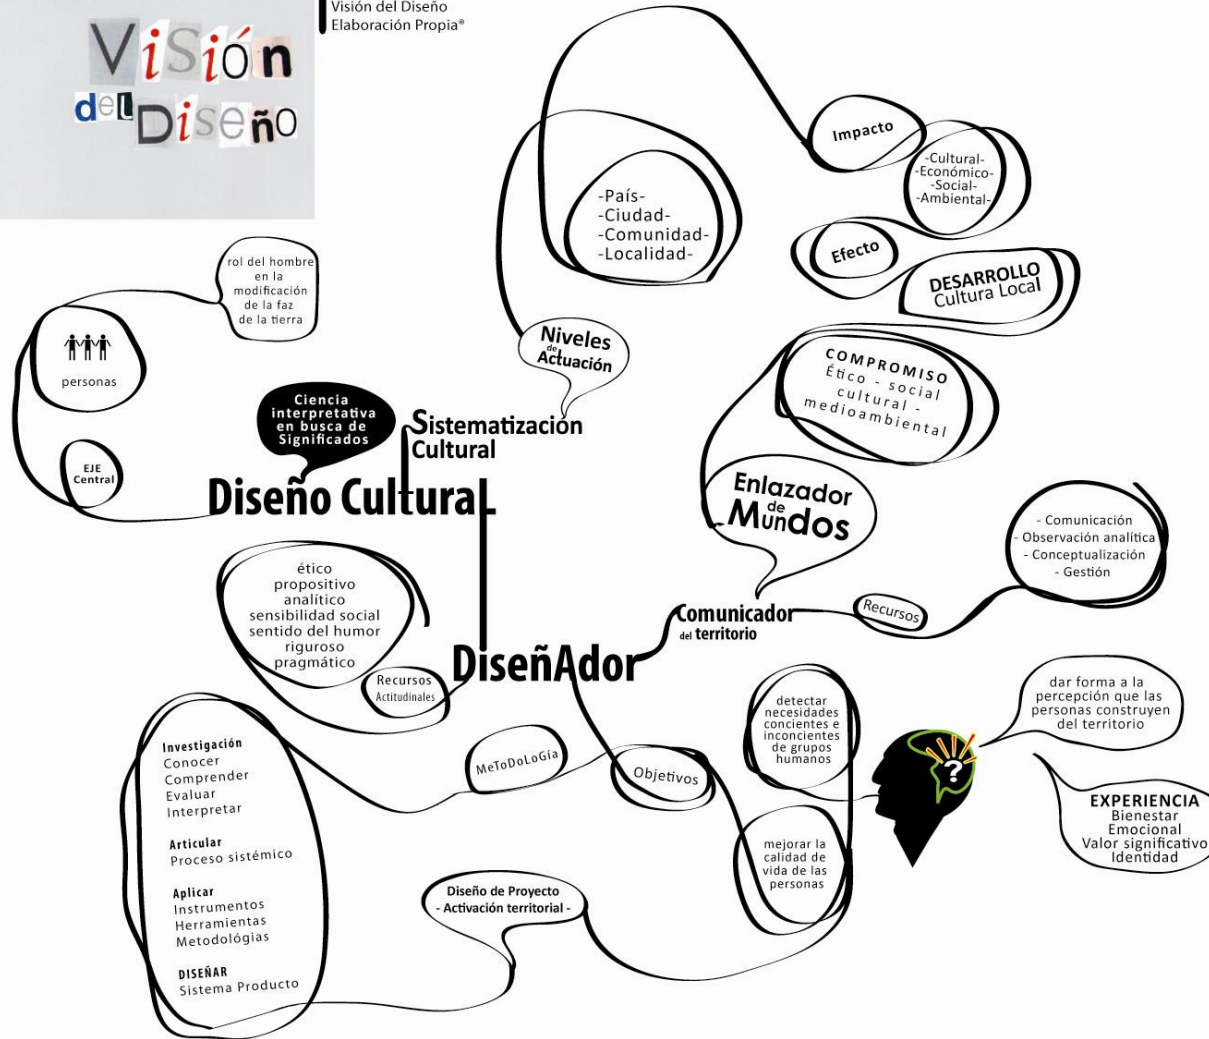 Visión del Diseño
Elaboración Propia®
ViSión
del DiSeño
Impacto
-Cultural-
-Económico-
-Social-
-Ambiental-
-País-
-Ciudad-
-Comunidad-
-Localidad-
Efecto
DESARROLLO
Cultura Local
rol del hombre
en la
modificación
de la faz
de la tierra
personas
EJE
Central
Niveles
de
Actuación
COMPROMISO
Ético - social
cultural -
medioambiental
Ciencia
interpretativa
en busca de
Significados
Sistematización
Cultural
Diseño CulturaL
Enlazador
de
Mundos
- Comunicación
- Observación analítica
- Conceptualización
- Gestión
Recursos
Comunicador
del territorio
ético
propositivo
analítico
sensibilidad social
sentido del humor
riguroso
pragmático
Recursos
Actitudinales
DiseñAdor
detectar
necesidades
concientes e
inconcientes
de grupos
humanos
dar forma a la
percepción que las
personas construyen
del territorio
MeToDoLoGía
Objetivos
?
EXPERIENCIA
Bienestar
Emocional
Valor significativo
Identidad
mejorar la
calidad de
vida de las
personas
Investigación
Conocer
Comprender
Evaluar
Interpretar
Articular
Proceso sistémico
Aplicar
Instrumentos
Herramientas
Metodológias
DISEÑAR
Sistema Producto
Diseño de Proyecto
- Activación territorial -